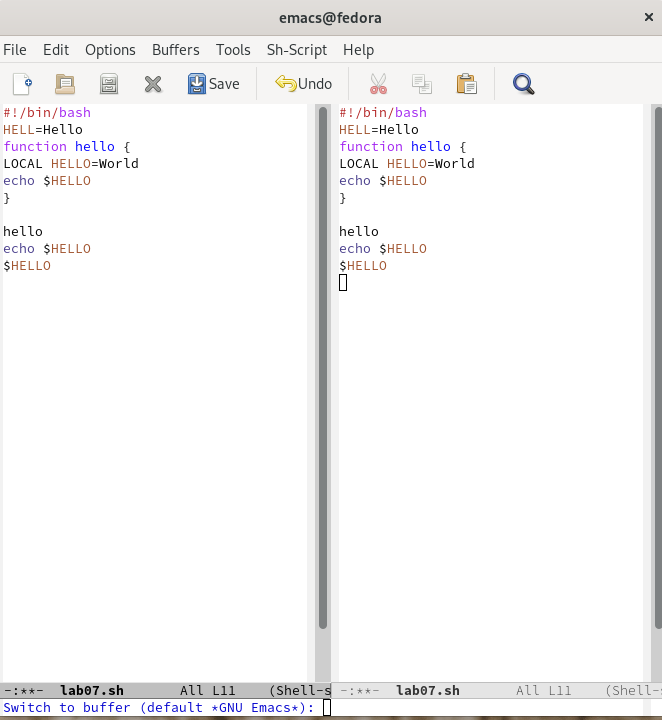 emacs@fedora ×
File Edit Options Buffers Tools Sh-Script Help
Save Undo
#!/bin/bash
HELL=Hello
function hello {
LOCAL HELLO=World
echo $HELLO
}
hello
echo $HELLO
$HELLO
#!/bin/bash
HELL=Hello
function hello {
LOCAL HELLO=World
echo $HELLO
}
hello
echo $HELLO
$HELLO
-:**- lab07.sh All L11 (Shell-s
-:**- lab07.sh All L11 (Shell-s
Switch to buffer (default *GNU Emacs*):